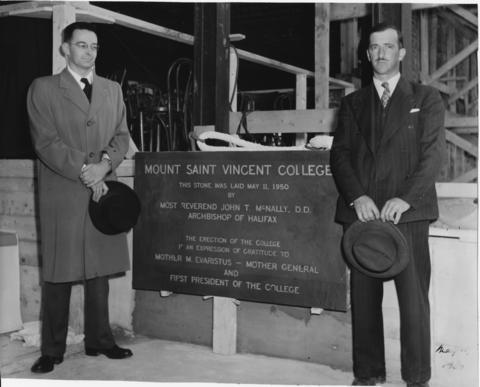 MOUNT SAINT VINCENT COLLEGE
THIS STONE WAS LAID MAY 11, 1950
BY
MOST REVEREND JOHN T. McNALLY, D.D.
ARCHBISHOP OF HALIFAX
THE ERECTION OF THE COLLEGE
IS AN EXPRESSION OF GRATITUDE TO
MOTHER M. EVARISTUS – MOTHER GENERAL
AND
FIRST PRESIDENT OF THE COLLEGE